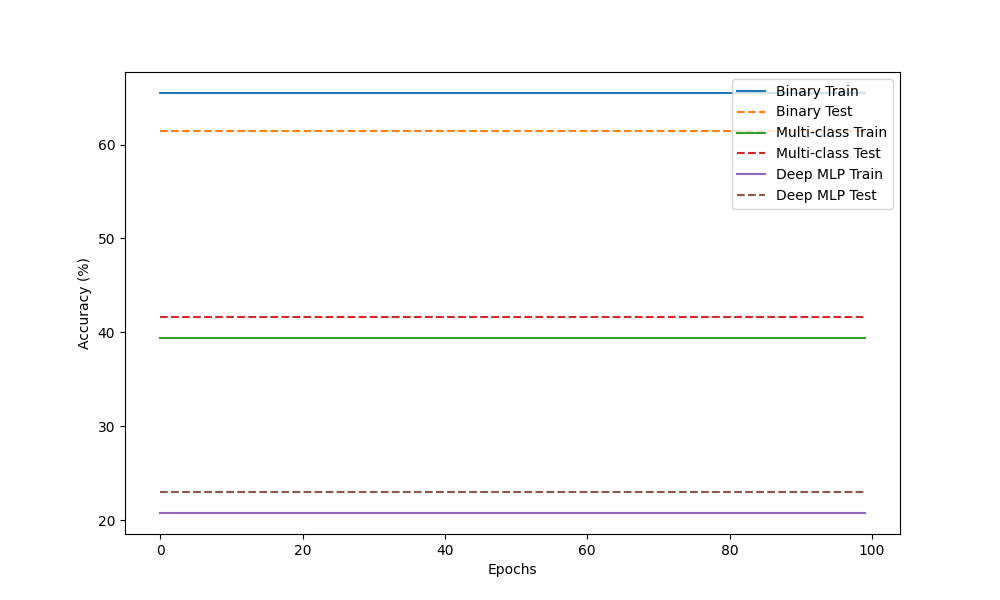 Binary Train
Binary Test
Multi-class Train
Multi-class Test
Deep MLP Train
Deep MLP Test
60
50
40
30
20
Accuracy (%)
0 20 40 60 80 100
Epochs